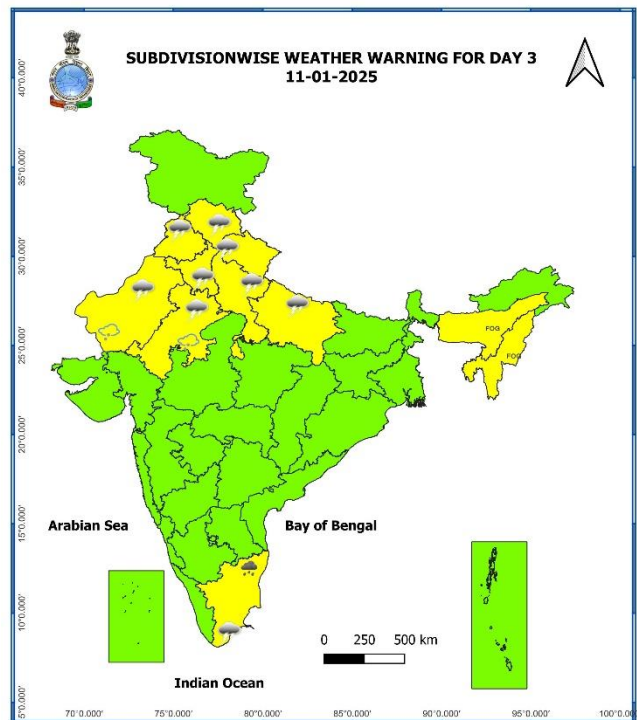 SUBDIVISIONWISE WEATHER WARNING FOR DAY 3
11-01-2025
40°0.000'
35°0.000'
30°0.000'
25°0.000'
20°0.000'
15°0.000'
10°0.000'
5°0.000'
FOG
FOG
Arabian Sea
Bay of Bengal
Indian Ocean
0 250 500 km
70°0.000' 75°0.000' 80°0.000' 85°0.000' 90°0.000' 95°0.000' 100°0.000'